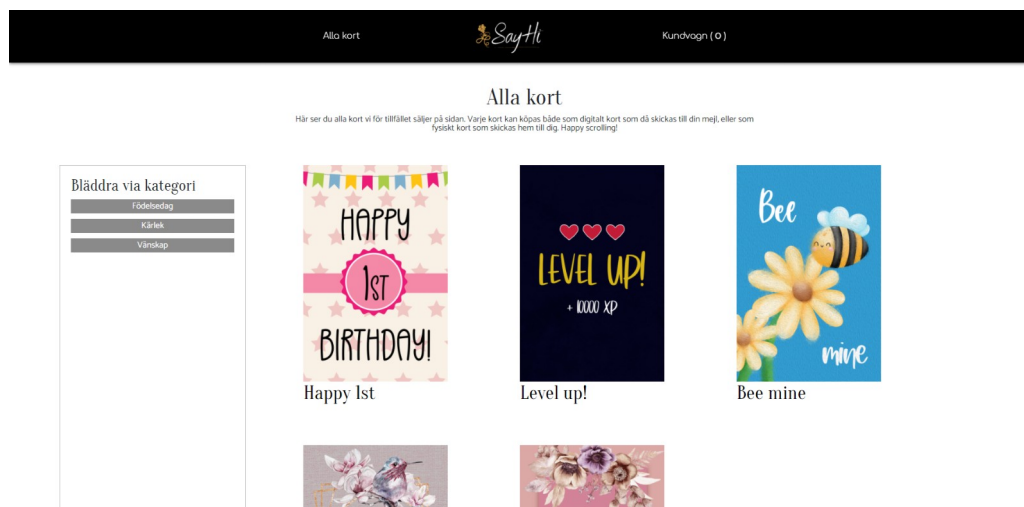 Alla kort
SayHi
Kundvagn ( 0 )
Alla kort
Här ser du alla kort vi för tillfället säljer på sidan. Varje kort kan köpas både som digitalt kort som då skickas till din mejl, eller som
fysiskt kort som skickas hem till dig. Happy scrolling!
Bläddra via kategori
Födelsedag
Kärlek
Vänskap
HAPPY
1ST
BIRTHDAY!
Happy 1st
LEVEL UP!
+ 10000 XP
Level up!
Bee
mine
Bee mine